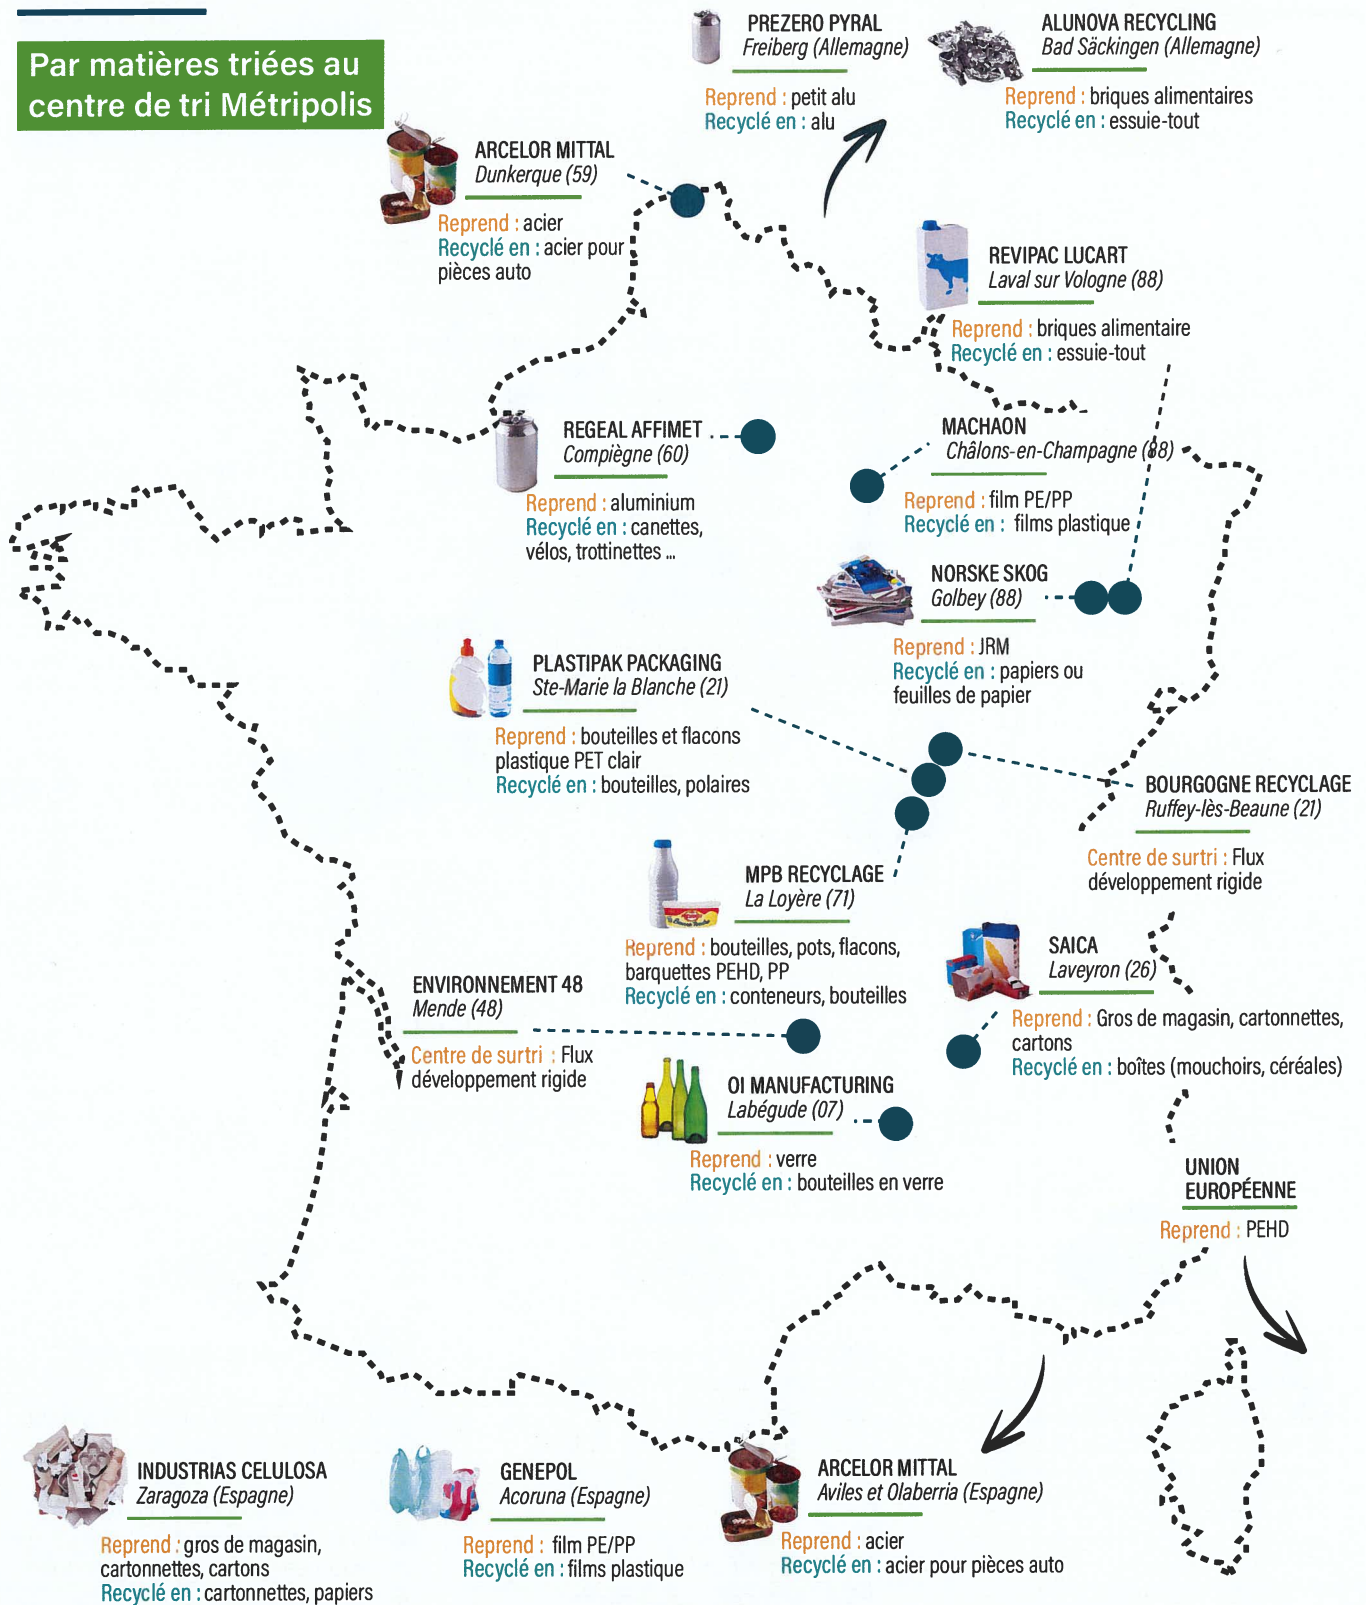 Par matières triées au
centre de tri Métripolis
PREZERO PYRAL
Freiberg (Allemagne)
Reprend : petit alu
Recyclé en : alu
ALUNOVA RECYCLING
Bad Säckingen (Allemagne)
Reprend : briques alimentaires
Recyclé en : essuie-tout
ARCELOR MITTAL
Dunkerque (59)
Reprend : acier
Recyclé en : acier pour
pièces auto
REVIPAC LUCART
Laval sur Vologne (88)
Reprend : briques alimentaire
Recyclé en : essuie-tout
REGEAL AFFIMET
Compiègne (60)
Reprend : aluminium
Recyclé en : canettes,
vélos, trottinettes ...
MACHAON
Châlons-en-Champagne (88)
Reprend : film PE/PP
Recyclé en : films plastique
NORSKE SKOG
Golbey (88)
Reprend : JRM
Recyclé en : papiers ou
feuilles de papier
PLASTIPAK PACKAGING
Ste-Marie la Blanche (21)
Reprend : bouteilles et flacons
plastique PET clair
Recyclé en : bouteilles, polaires
BOURGOGNE RECYCLAGE
Ruffey-lès-Beaune (21)
Centre de surtri : Flux
développement rigide
MPB RECYCLAGE
La Loyère (71)
Reprend : bouteilles, pots, flacons,
barquettes PEHD, PP
Recyclé en : conteneurs, bouteilles
SAICA
Laveyron (26)
Reprend : Gros de magasin, cartonnettes,
cartons
Recyclé en : boîtes (mouchoirs, céréales)
ENVIRONNEMENT 48
Mende (48)
Centre de surtri : Flux
développement rigide
OI MANUFACTURING
Labégude (07)
Reprend : verre
Recyclé en : bouteilles en verre
UNION
EUROPÉENNE
Reprend : PEHD
INDUSTRIAS CELULOSA
Zaragoza (Espagne)
Reprend : gros de magasin,
cartonnettes, cartons
Recyclé en : cartonnettes, papiers
GENEPOL
Acoruna (Espagne)
Reprend : film PE/PP
Recyclé en : films plastique
ARCELOR MITTAL
Aviles et Olaberria (Espagne)
Reprend : acier
Recyclé en : acier pour pièces auto